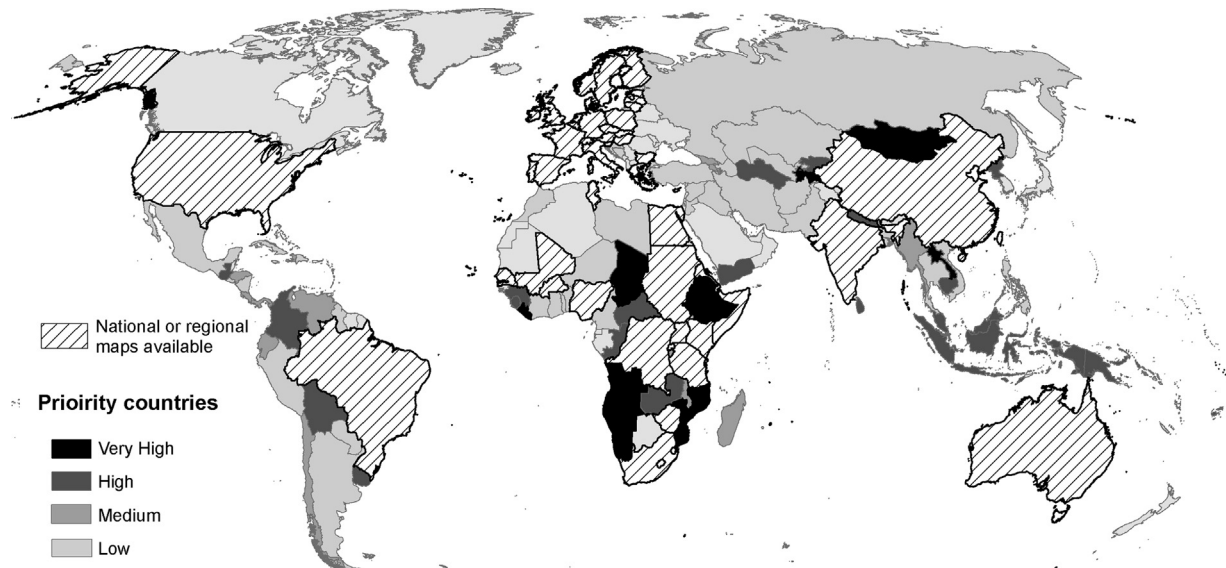 National or regional
maps available
Prioirity countries
Very High
High
Medium
Low